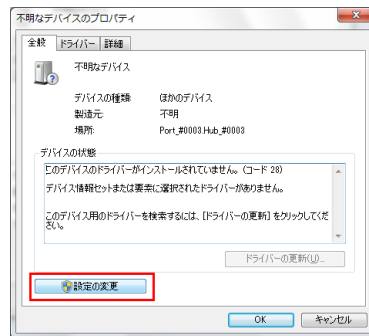 不明なデバイスのプロパティ
全般 ドライバー 詳細
不明なデバイス
デバイスの種類: ほかのデバイス
製造元: 不明
場所: Port_#0003.Hub_#0003
デバイスの状態
このデバイスのドライバーがインストールされていません。 (コード 28)
デバイス情報セットまたは要素に選択されたドライバーがありません。
このデバイス用のドライバーを検索するには、[ドライバーの更新] をクリックしてくだ
さい。
ドライバーの更新(U)...
設定の変更
OK キャンセル